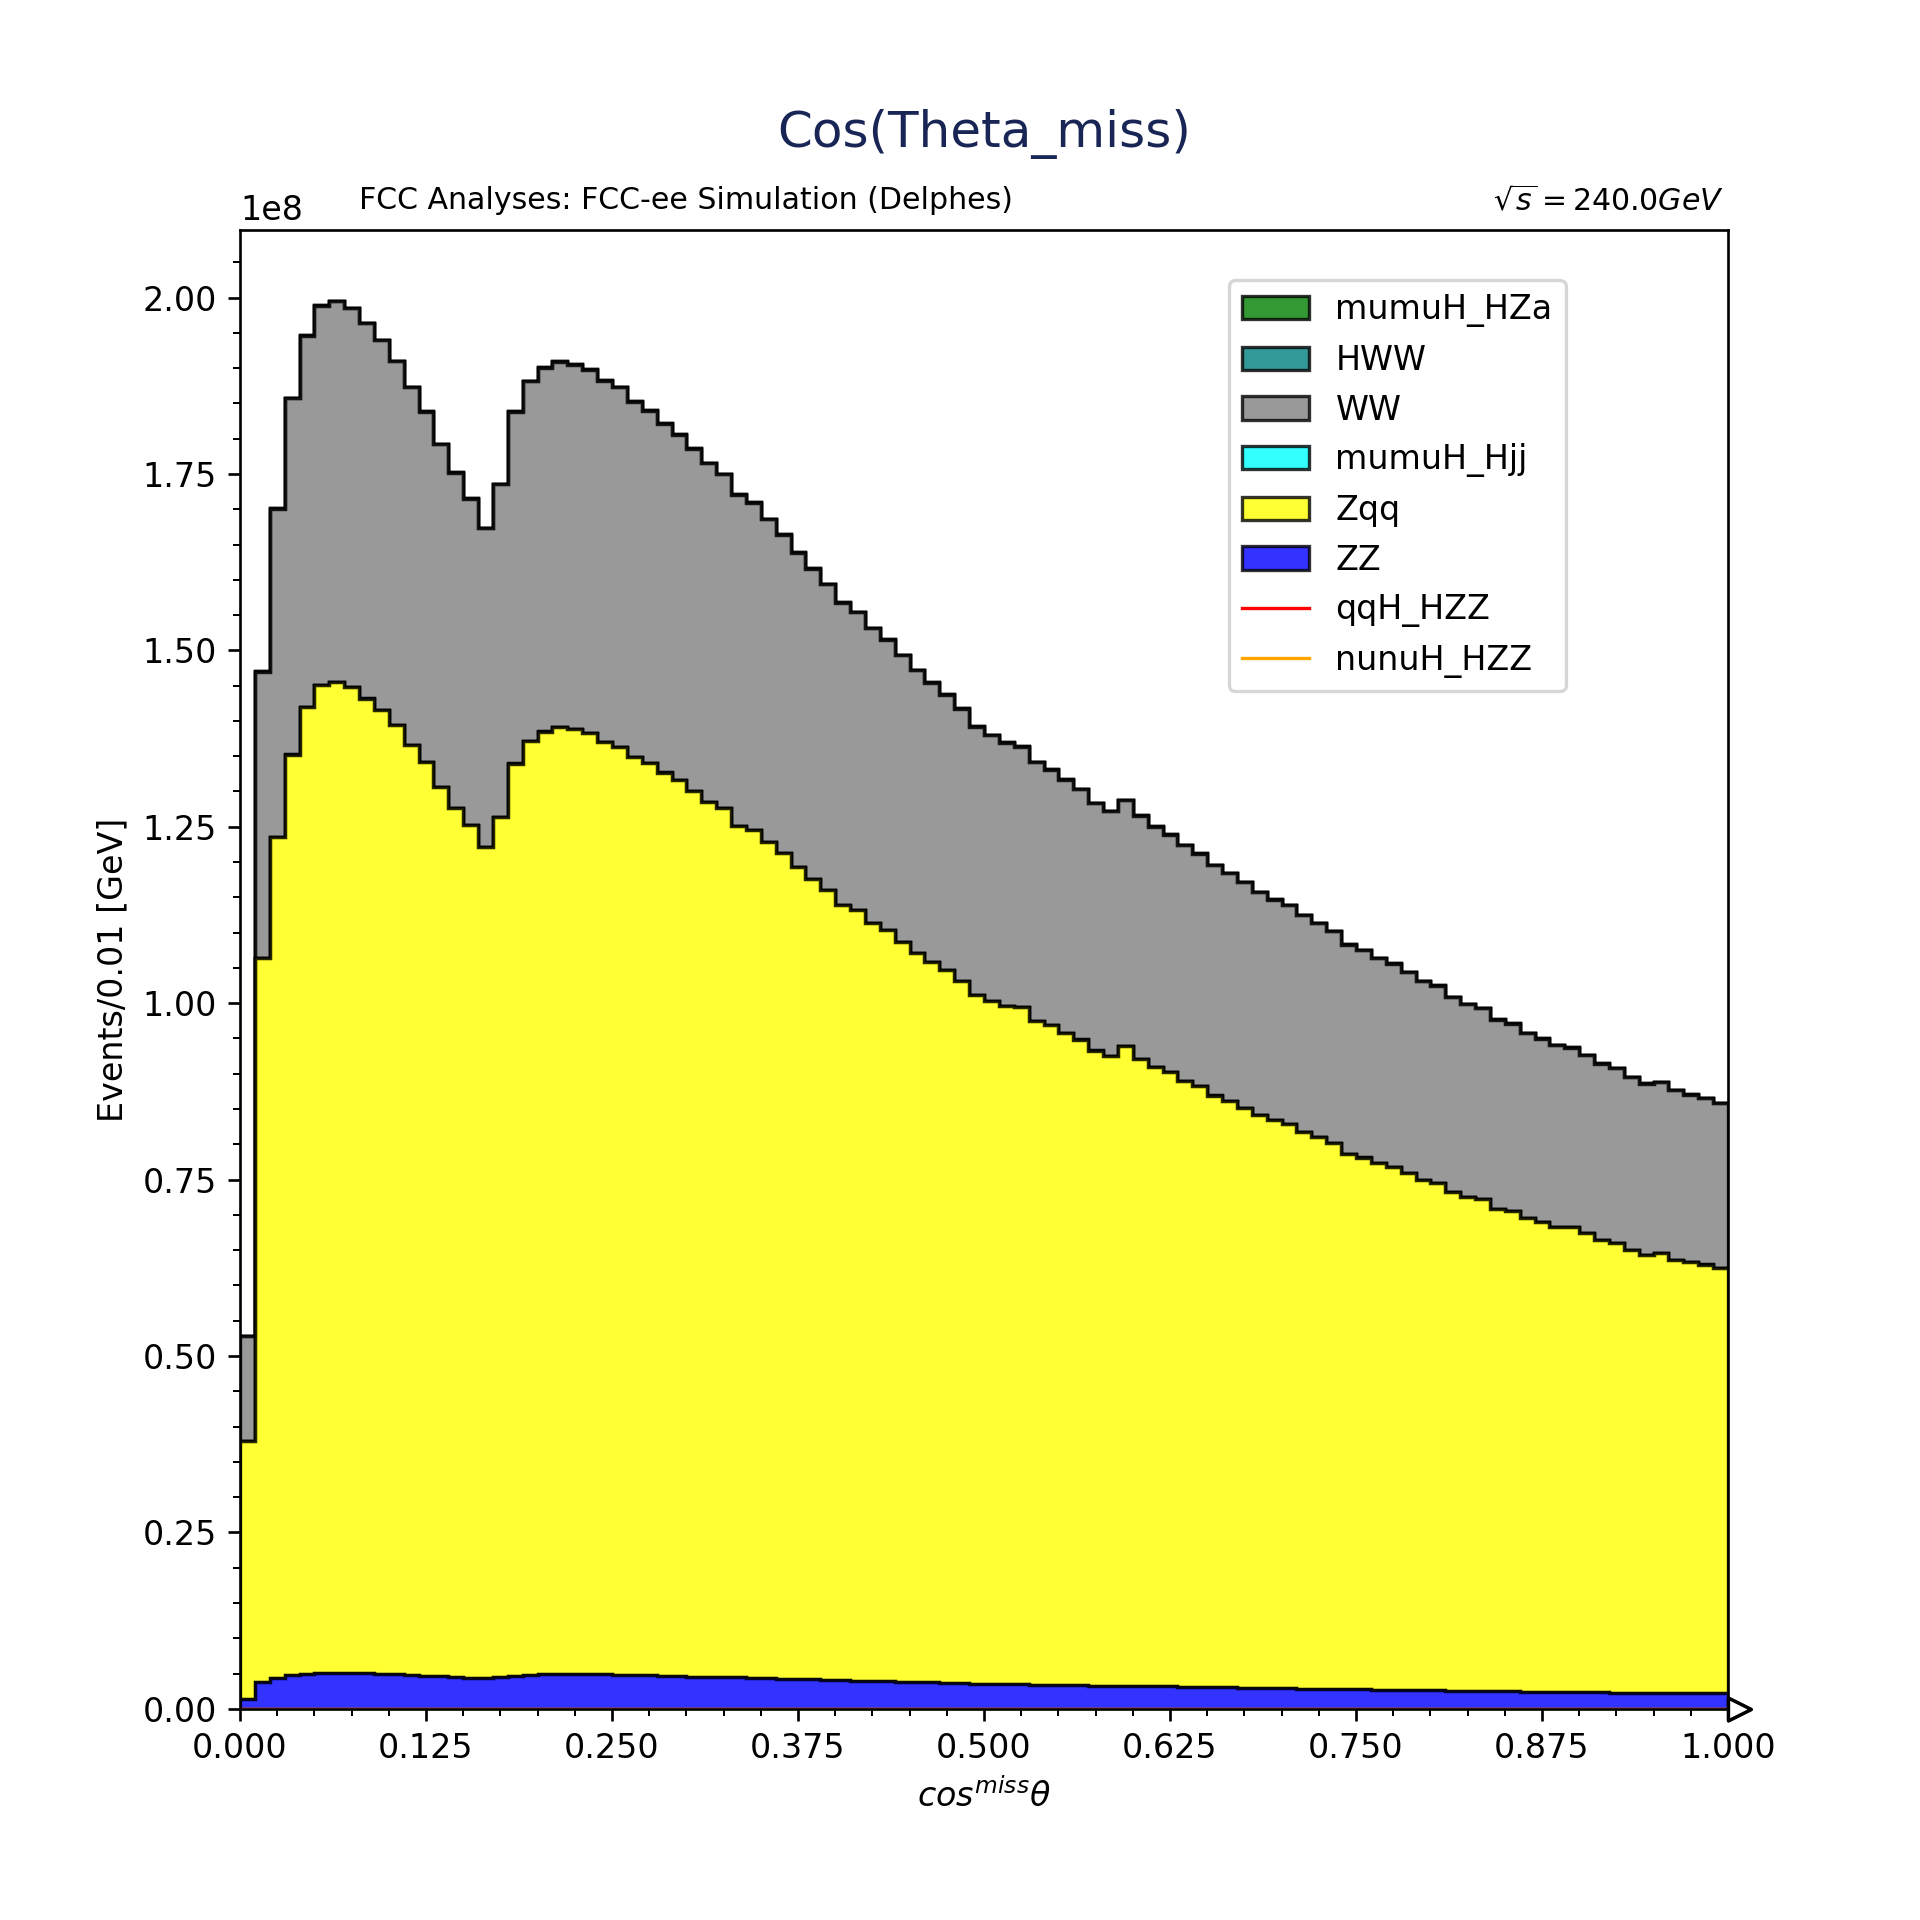 Cos(Theta_miss)
1e8 FCC Analyses: FCC-ee Simulation (Delphes) √s = 240.0GeV
mumuH_HZa
HWW
WW
mumuH_Hjj
Zqq
ZZ
qqH_HZZ
nunuH_HZZ
Events/0.01 [GeV]
2.00
1.75
1.50
1.25
1.00
0.75
0.50
0.25
0.00
0.000 0.125 0.250 0.375 0.500 0.625 0.750 0.875 1.000
cos^{miss}θ